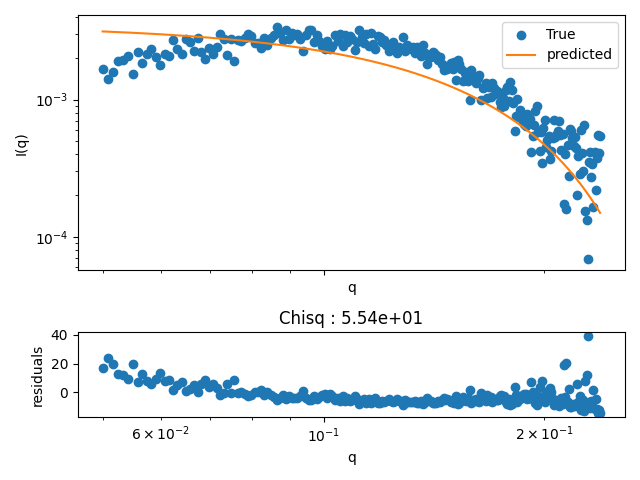 True
predicted
10⁻³
10⁻⁴
I(q)
q
Chisq : 5.54e+01
40
20
0
residuals
6 × 10⁻²
10⁻¹
2 × 10⁻¹
q